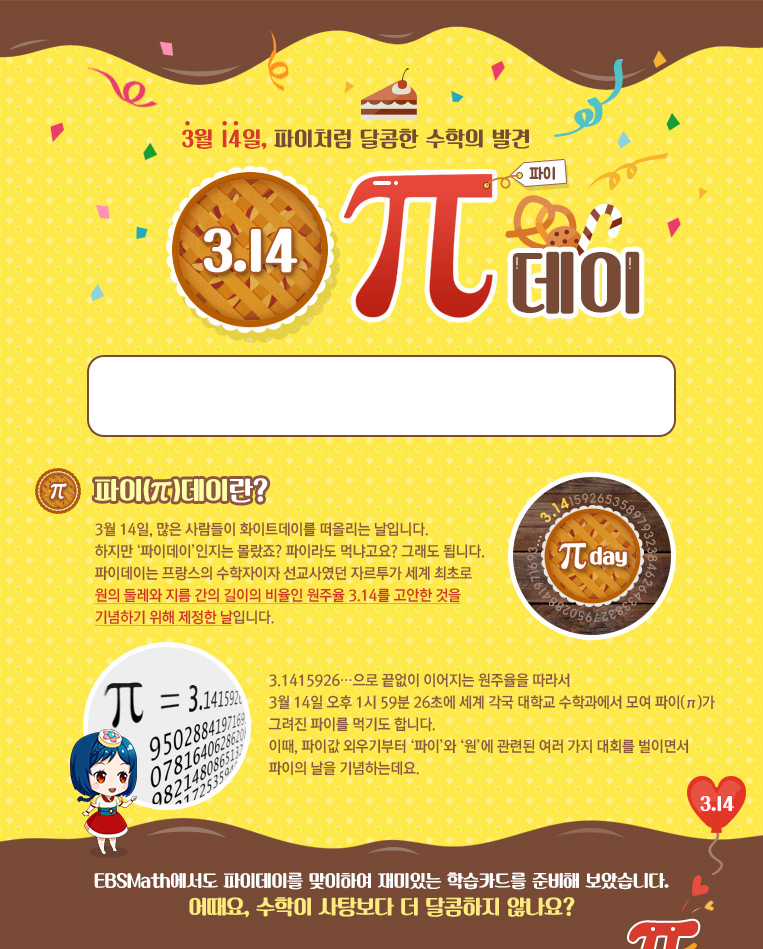 3월 14일, 파이처럼 달콤한 수학의 발견
파이
3.14
π
데이
π
파이(π)데이란?
3월 14일, 많은 사람들이 화이트데이를 떠올리는 날입니다.
하지만 '파이데이'인지는 몰랐죠? 파이라도 먹냐고요? 그래도 됩니다.
파이데이는 프랑스의 수학자이자 선교사였던 자르투가 세계 최초로
원의 둘레와 지름 간의 길이의 비율인 원주율 3.14를 고안한 것을
기념하기 위해 제정한 날입니다.
π day
π = 3.141592
950288419716939
3.1415926…으로 끝없이 이어지는 원주율을 따라서
3월 14일 오후 1시 59분 26초에 세계 각국 대학교 수학과에서 모여 파이(π)가
그려진 파이를 먹기도 합니다.
이때, 파이값 외우기부터 '파이'와 '원'에 관련된 여러 가지 대회를 벌이면서
파이의 날을 기념하는데요.
3.14
EBSMath에서도 파이데이를 맞이하여 재미있는 학습카드를 준비해 보았습니다.
어때요, 수학이 사탕보다 더 달콤하지 않나요?
π